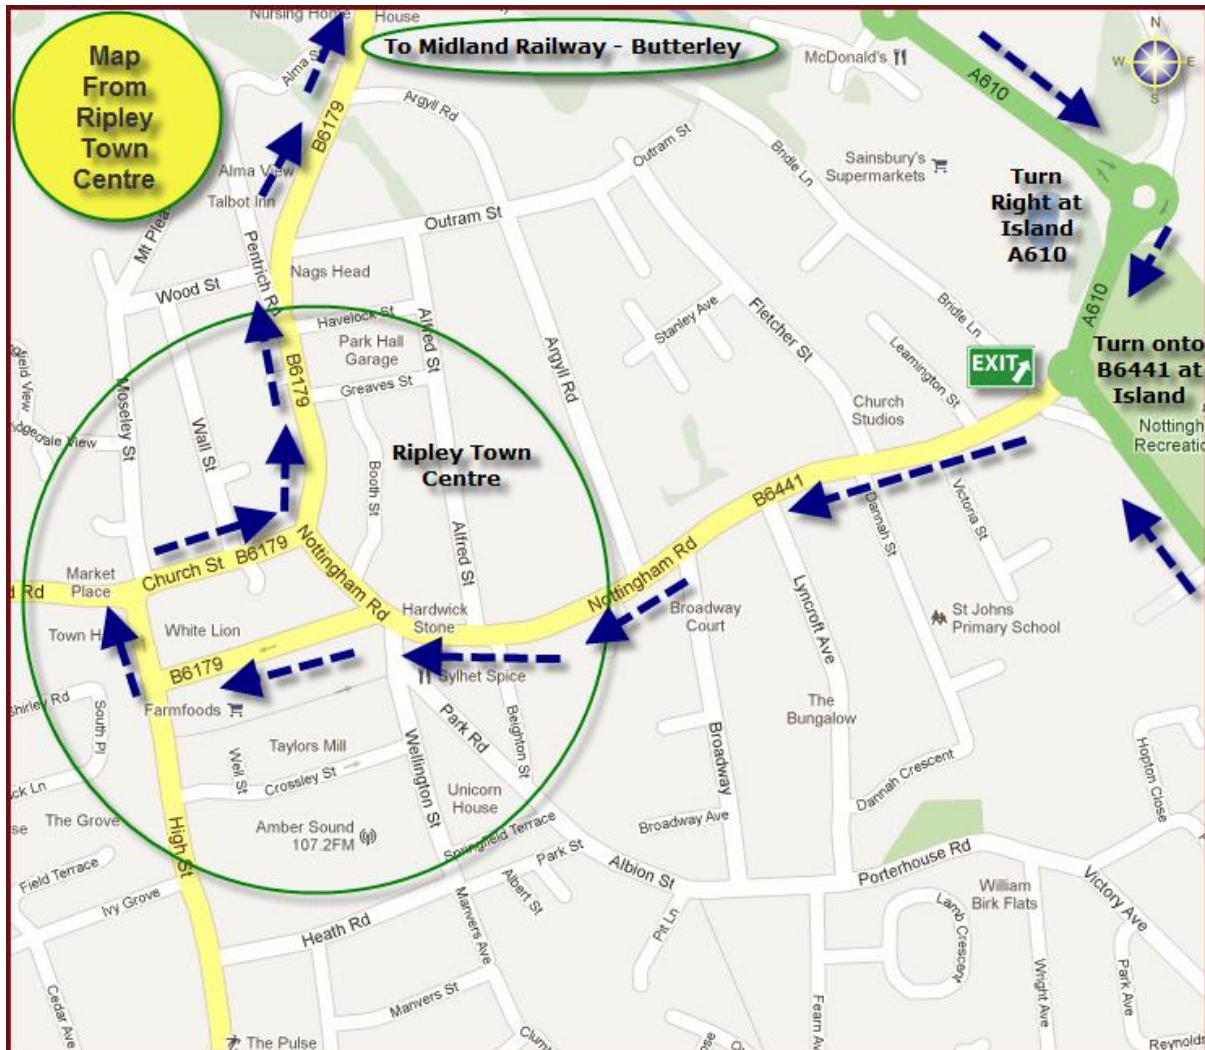 Nursing Home
House
Map
From
Ripley
Town
Centre
To Midland Railway - Butterley
McDonald's
N
W
E
S
A610
Alma St
B6179
Argyll Rd
Outram St
Bridle Ln
Sainsbury's
Supermarkets
Alma View
Talbot Inn
Turn
Right at
Island
A610
Outram St
Pentrich Rd
Nags Head
Wood St
Havelock St
Park Hall
Garage
Alfred St
Stanley Ave
Fletcher St
Bridle Ln
A610
Argyll Rd
Leamington St
EXIT
Turn onto
B6441 at
Island
B6179
Greaves St
Moseley St
Wall St
Church
Studios
Ripley Town
Centre
Booth St
B6441
Victoria St
Dannah St
Alfred St
Nottingham Rd
Nottingham Rd
B6179
Church St
Market
Place
Hardwick
Stone
Broadway
Court
Lyncroft Ave
St Johns
Primary School
White Lion
B6179
Sylhet Spice
Shirley Rd
South Pl
Farmfoods
Park Rd
Beighton St
The
Bungalow
Taylors Mill
Well St
Crossley St
Wellington St
Broadway
Hopton Close
Dannah Crescent
Unicorn
House
The Grove
Amber Sound
107.2FM
High St
Springfield Terrace
Broadway Ave
Park St
Field Terrace
Albion St
Porterhouse Rd
Victory Ave
William
Birk Flats
Ivy Grove
Albert St
Manvers Ave
Heath Rd
Pit Ln
Lamb Crescent
Cedar Ave
Manvers St
Wright Ave
Park Ave
The Pulse